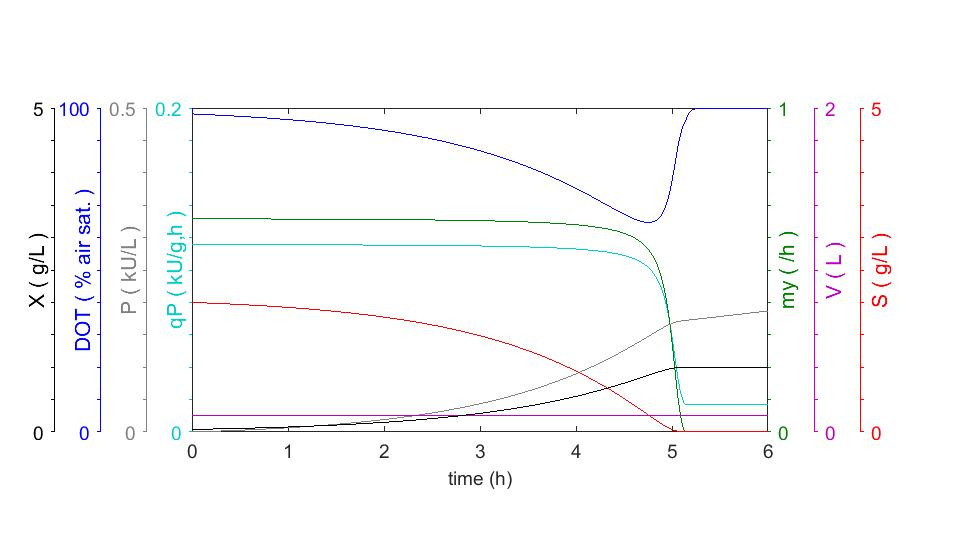 5 100 0.5 0.2 1 2 5
X ( g/L )
DOT ( % air sat. )
P ( kU/L )
qP ( kU/g,h )
my ( /h )
V ( L )
S ( g/L )
0 0 0 0 0 0 0
0 1 2 3 4 5 6
time (h)